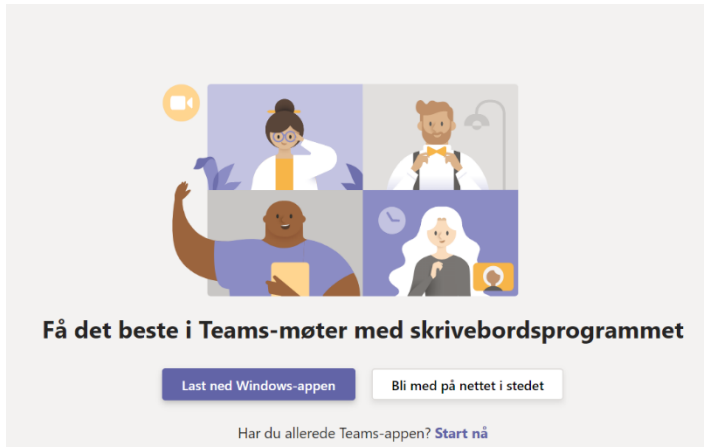 Få det beste i Teams-møter med skrivebordsprogrammet
Last ned Windows-appen
Bli med på nettet i stedet
Har du allerede Teams-appen? Start nå